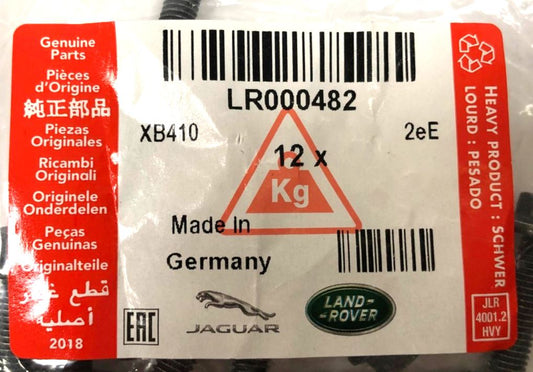 Genuine
Parts
Pièces
d'Origine
純正部品
Piezas
Originales
Ricambi
Originali
Originele
Onderdelen
Peças
Genuinas
Originalteile
قطع غيار
أصلية
2018
LR000482
XB410
2eE
12 x
Kg
Made In
Germany
EAC
JAGUAR
LAND-
-ROVER
HEAVY PRODUCT : SCHWER
LOURD : PESADO
JLR
4001.2
HVY